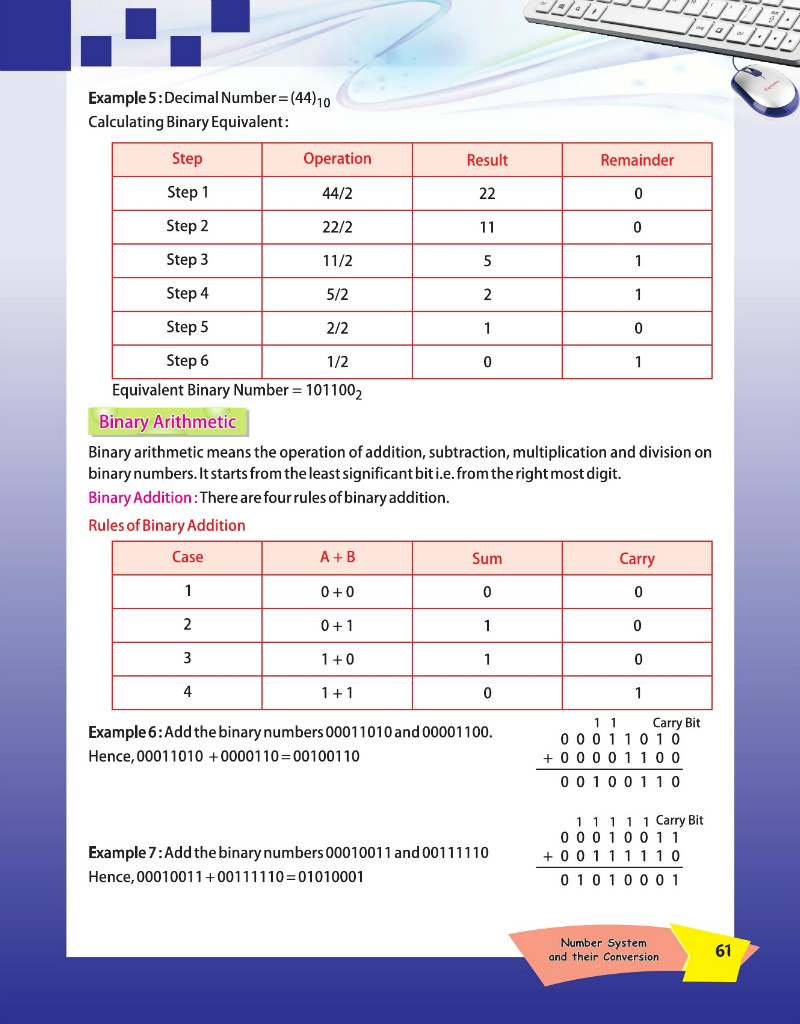 Example 5 : Decimal Number = (44)₁₀
Calculating Binary Equivalent :
Step Operation Result Remainder
Step 1 44/2 22 0
Step 2 22/2 11 0
Step 3 11/2 5 1
Step 4 5/2 2 1
Step 5 2/2 1 0
Step 6 1/2 0 1
Equivalent Binary Number = 101100₂
Binary Arithmetic
Binary arithmetic means the operation of addition, subtraction, multiplication and division on
binary numbers. It starts from the least significant bit i.e. from the right most digit.
Binary Addition : There are four rules of binary addition.
Rules of Binary Addition
Case A + B Sum Carry
1 0 + 0 0 0
2 0 + 1 1 0
3 1 + 0 1 0
4 1 + 1 0 1
Example 6 : Add the binary numbers 00011010 and 00001100.
Hence, 00011010 + 0000110 = 00100110
1 1 Carry Bit
0 0 0 1 1 0 1 0
+ 0 0 0 0 1 1 0 0
0 0 1 0 0 1 1 0
Example 7 : Add the binary numbers 00010011 and 00111110
Hence, 00010011 + 00111110 = 01010001
1 1 1 1 1 Carry Bit
0 0 0 1 0 0 1 1
+ 0 0 1 1 1 1 1 0
0 1 0 1 0 0 0 1
Number System
and their Conversion
61